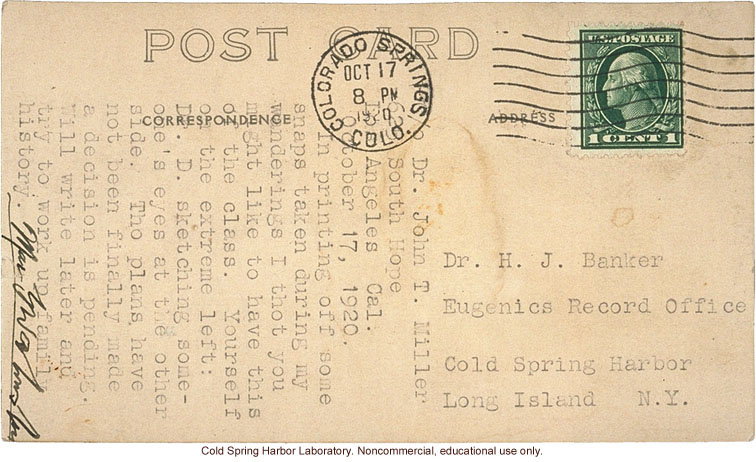 POST CARD
COLORADO SPRINGS,
COLO.
OCT 17
8 PM
1920
U.S. POSTAGE
1 CENT 1
CORRESPONDENCE
ADDRESS
Dr. John T. Miller
South Hope
Los Angeles Cal.
October 17, 1920.
In printing off some
snaps taken during my
wanderings I thot you
might like to have this
of the class. Yourself
on the extreme left:
Dr. D. sketching some-
one's eyes at the other
side. Tho plans have
not been finally made
a decision is pending.
Will write later and
try to work up family
history.
Dr. H. J. Banker
Eugenics Record Office
Cold Spring Harbor
Long Island N.Y.
Cold Spring Harbor Laboratory. Noncommercial, educational use only.